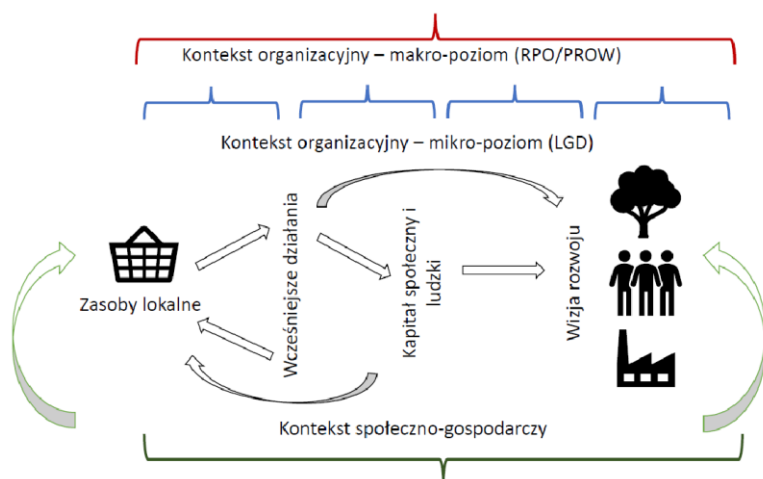 Kontekst organizacyjny – makro-poziom (RPO/PROW)
Kontekst organizacyjny – mikro-poziom (LGD)
Zasoby lokalne
Wcześniejsze działania
Kapitał społeczny i
ludzki
Wizja rozwoju
Kontekst społeczno-gospodarczy